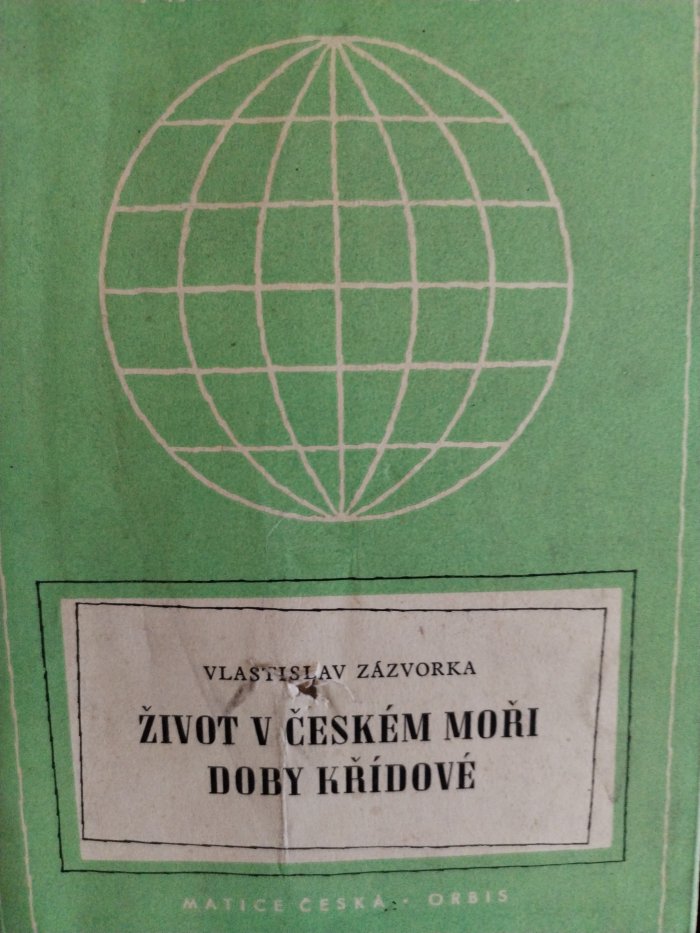 VLASTISLAV ZÁZVORKA
ŽIVOT V ČESKÉM MOŘI
DOBY KŘÍDOVÉ
MATICE ČESKÁ · ORBIS